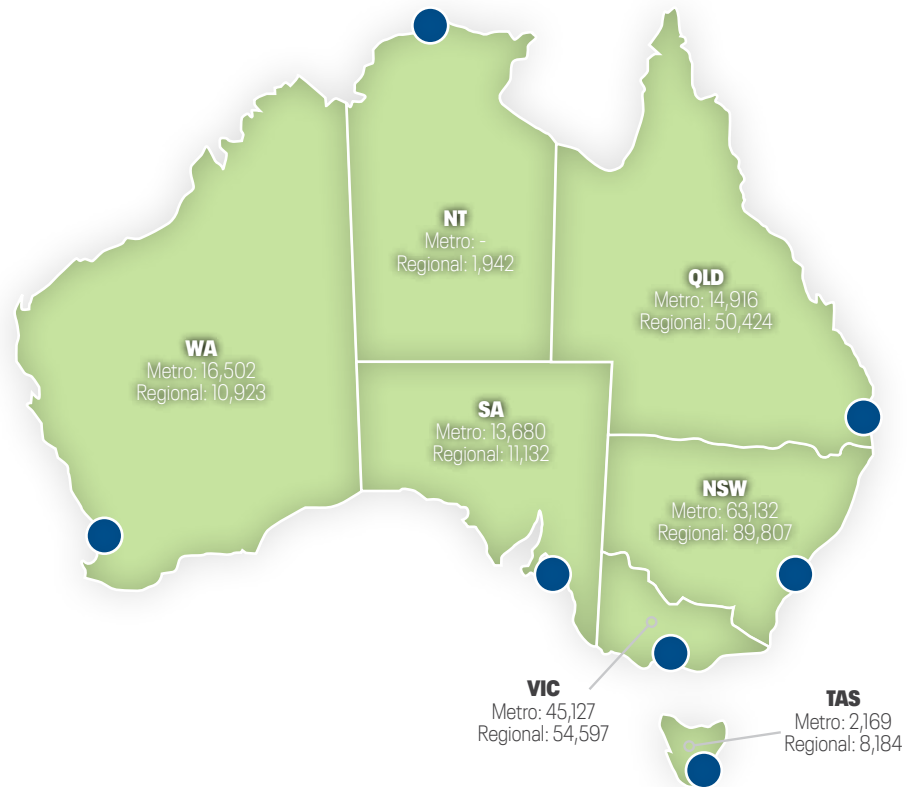 NT
Metro: -
Regional: 1,942
QLD
Metro: 14,916
Regional: 50,424
WA
Metro: 16,502
Regional: 10,923
SA
Metro: 13,680
Regional: 11,132
NSW
Metro: 63,132
Regional: 89,807
VIC
Metro: 45,127
Regional: 54,597
TAS
Metro: 2,169
Regional: 8,184